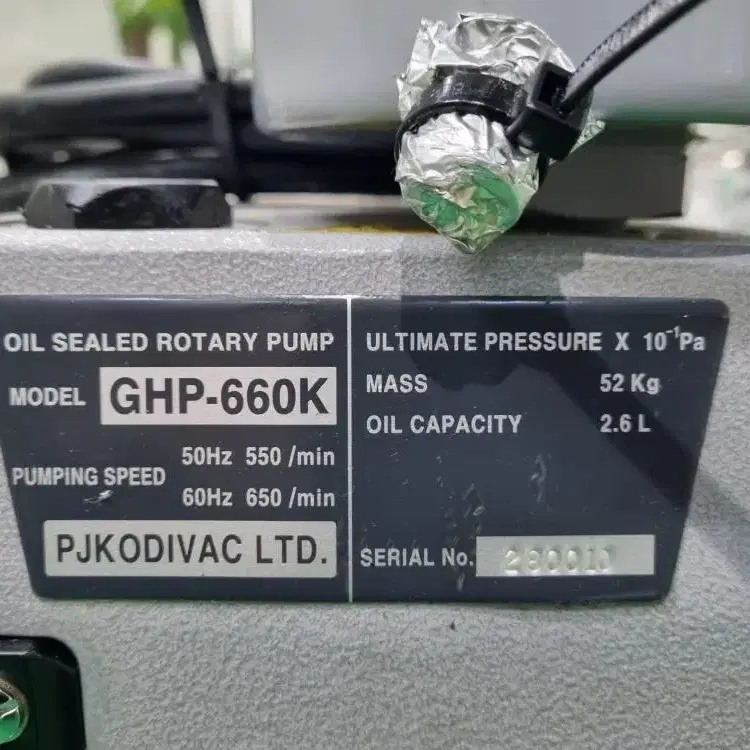 OIL SEALED ROTARY PUMP
MODEL GHP-660K
PUMPING SPEED
50Hz 550 /min
60Hz 650 /min
PJKODIVAC LTD.
ULTIMATE PRESSURE X 10⁻¹Pa
MASS 52 Kg
OIL CAPACITY 2.6 L
SERIAL No.